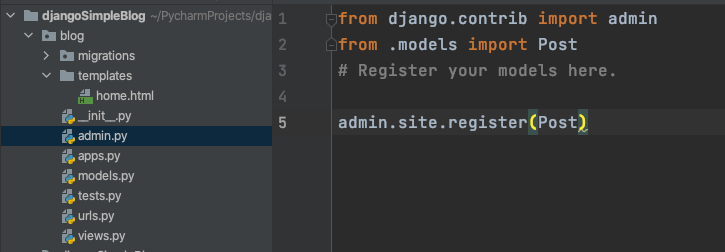 djangoSimpleBlog ~/PycharmProjects/dja
blog
migrations
templates
home.html
__init__.py
admin.py
apps.py
models.py
tests.py
urls.py
views.py
1 from django.contrib import admin
2 from .models import Post
3 # Register your models here.
4
5 admin.site.register(Post)